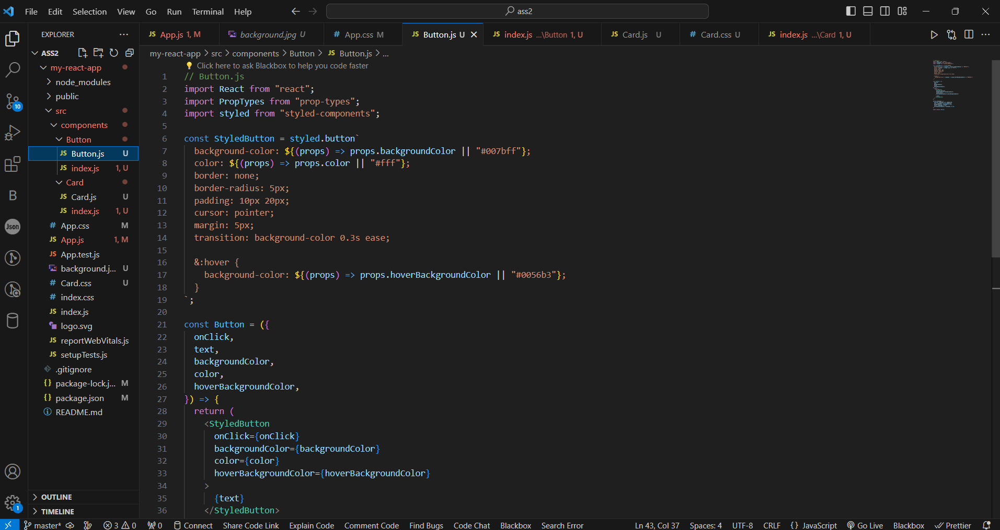 File Edit Selection View Go Run Terminal Help
ass2
EXPLORER
ASS2
my-react-app
node_modules
public
src
components
Button
JS Button.js U
JS index.js 1, U
Card
JS Card.js U
JS index.js 1, U
# App.css M
JS App.js 1, M
JS App.test.js
background.j... U
# Card.css U
# index.css
JS index.js
logo.svg
JS reportWebVitals.js
JS setupTests.js
.gitignore
{} package-lock.j... M
{} package.json M
README.md
OUTLINE
TIMELINE
10
B
Json
1
JS App.js 1, M
background.jpg U
# App.css M
JS Button.js U
JS index.js ...\Button 1, U
JS Card.js U
# Card.css U
JS index.js ...\Card 1, U
my-react-app > src > components > Button > JS Button.js > ...
Click here to ask Blackbox to help you code faster
1 // Button.js
2 import React from "react";
3 import PropTypes from "prop-types";
4 import styled from "styled-components";
5
6 const StyledButton = styled.button`
7 background-color: ${(props) => props.backgroundColor || "#007bff"};
8 color: ${(props) => props.color || "#fff"};
9 border: none;
10 border-radius: 5px;
11 padding: 10px 20px;
12 cursor: pointer;
13 margin: 5px;
14 transition: background-color 0.3s ease;
15
16 &:hover {
17 background-color: ${(props) => props.hoverBackgroundColor || "#0056b3"};
18 }
19 `;
20
21 const Button = ({
22 onClick,
23 text,
24 backgroundColor,
25 color,
26 hoverBackgroundColor,
27 }) => {
28 return (
29 <StyledButton
30 onClick={onClick}
31 backgroundColor={backgroundColor}
32 color={color}
33 hoverBackgroundColor={hoverBackgroundColor}
34 >
35 {text}
36 </StyledButton>
master* 3 0 0 Connect Share Code Link Explain Code Comment Code Find Bugs Code Chat Blackbox Search Error Ln 43, Col 37 Spaces: 4 UTF-8 CRLF {} JavaScript Go Live Blackbox Prettier